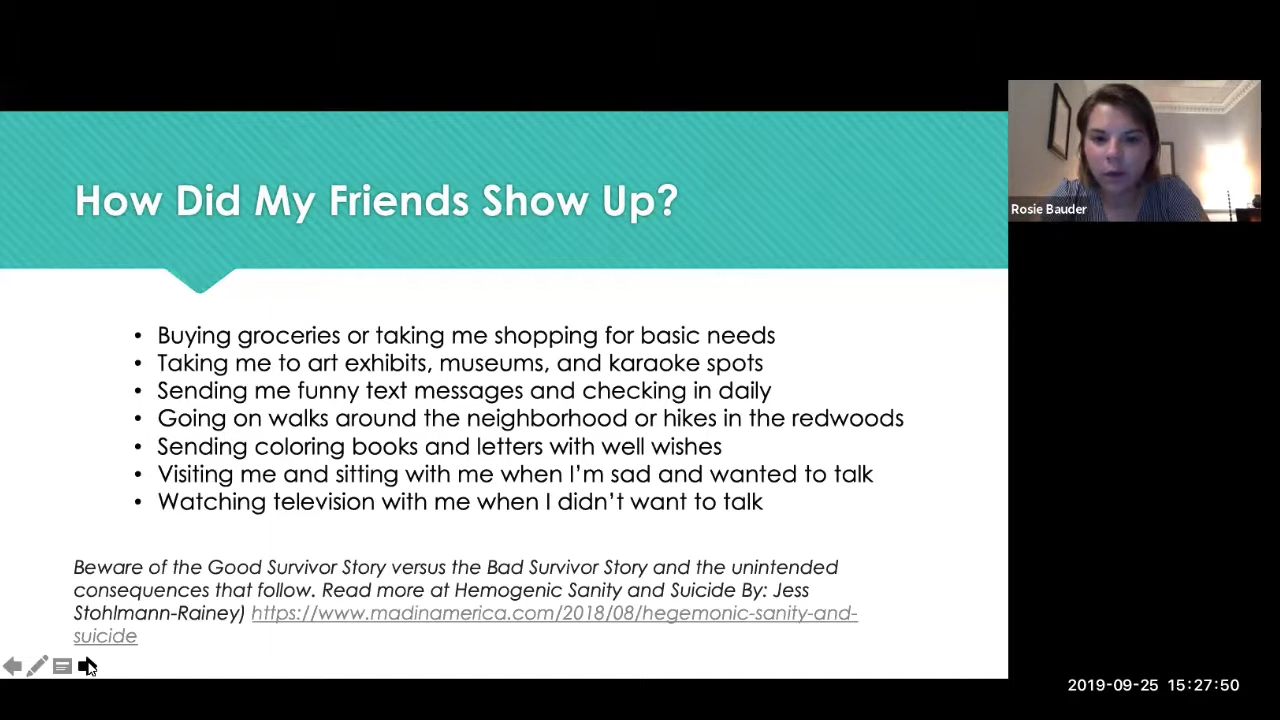 How Did My Friends Show Up?
Rosie Bauder
• Buying groceries or taking me shopping for basic needs
• Taking me to art exhibits, museums, and karaoke spots
• Sending me funny text messages and checking in daily
• Going on walks around the neighborhood or hikes in the redwoods
• Sending coloring books and letters with well wishes
• Visiting me and sitting with me when I’m sad and wanted to talk
• Watching television with me when I didn’t want to talk
Beware of the Good Survivor Story versus the Bad Survivor Story and the unintended
consequences that follow. Read more at Hemogenic Sanity and Suicide By: Jess
Stohlmann-Rainey) https://www.madinamerica.com/2018/08/hegemonic-sanity-and-
suicide
2019-09-25 15:27:50